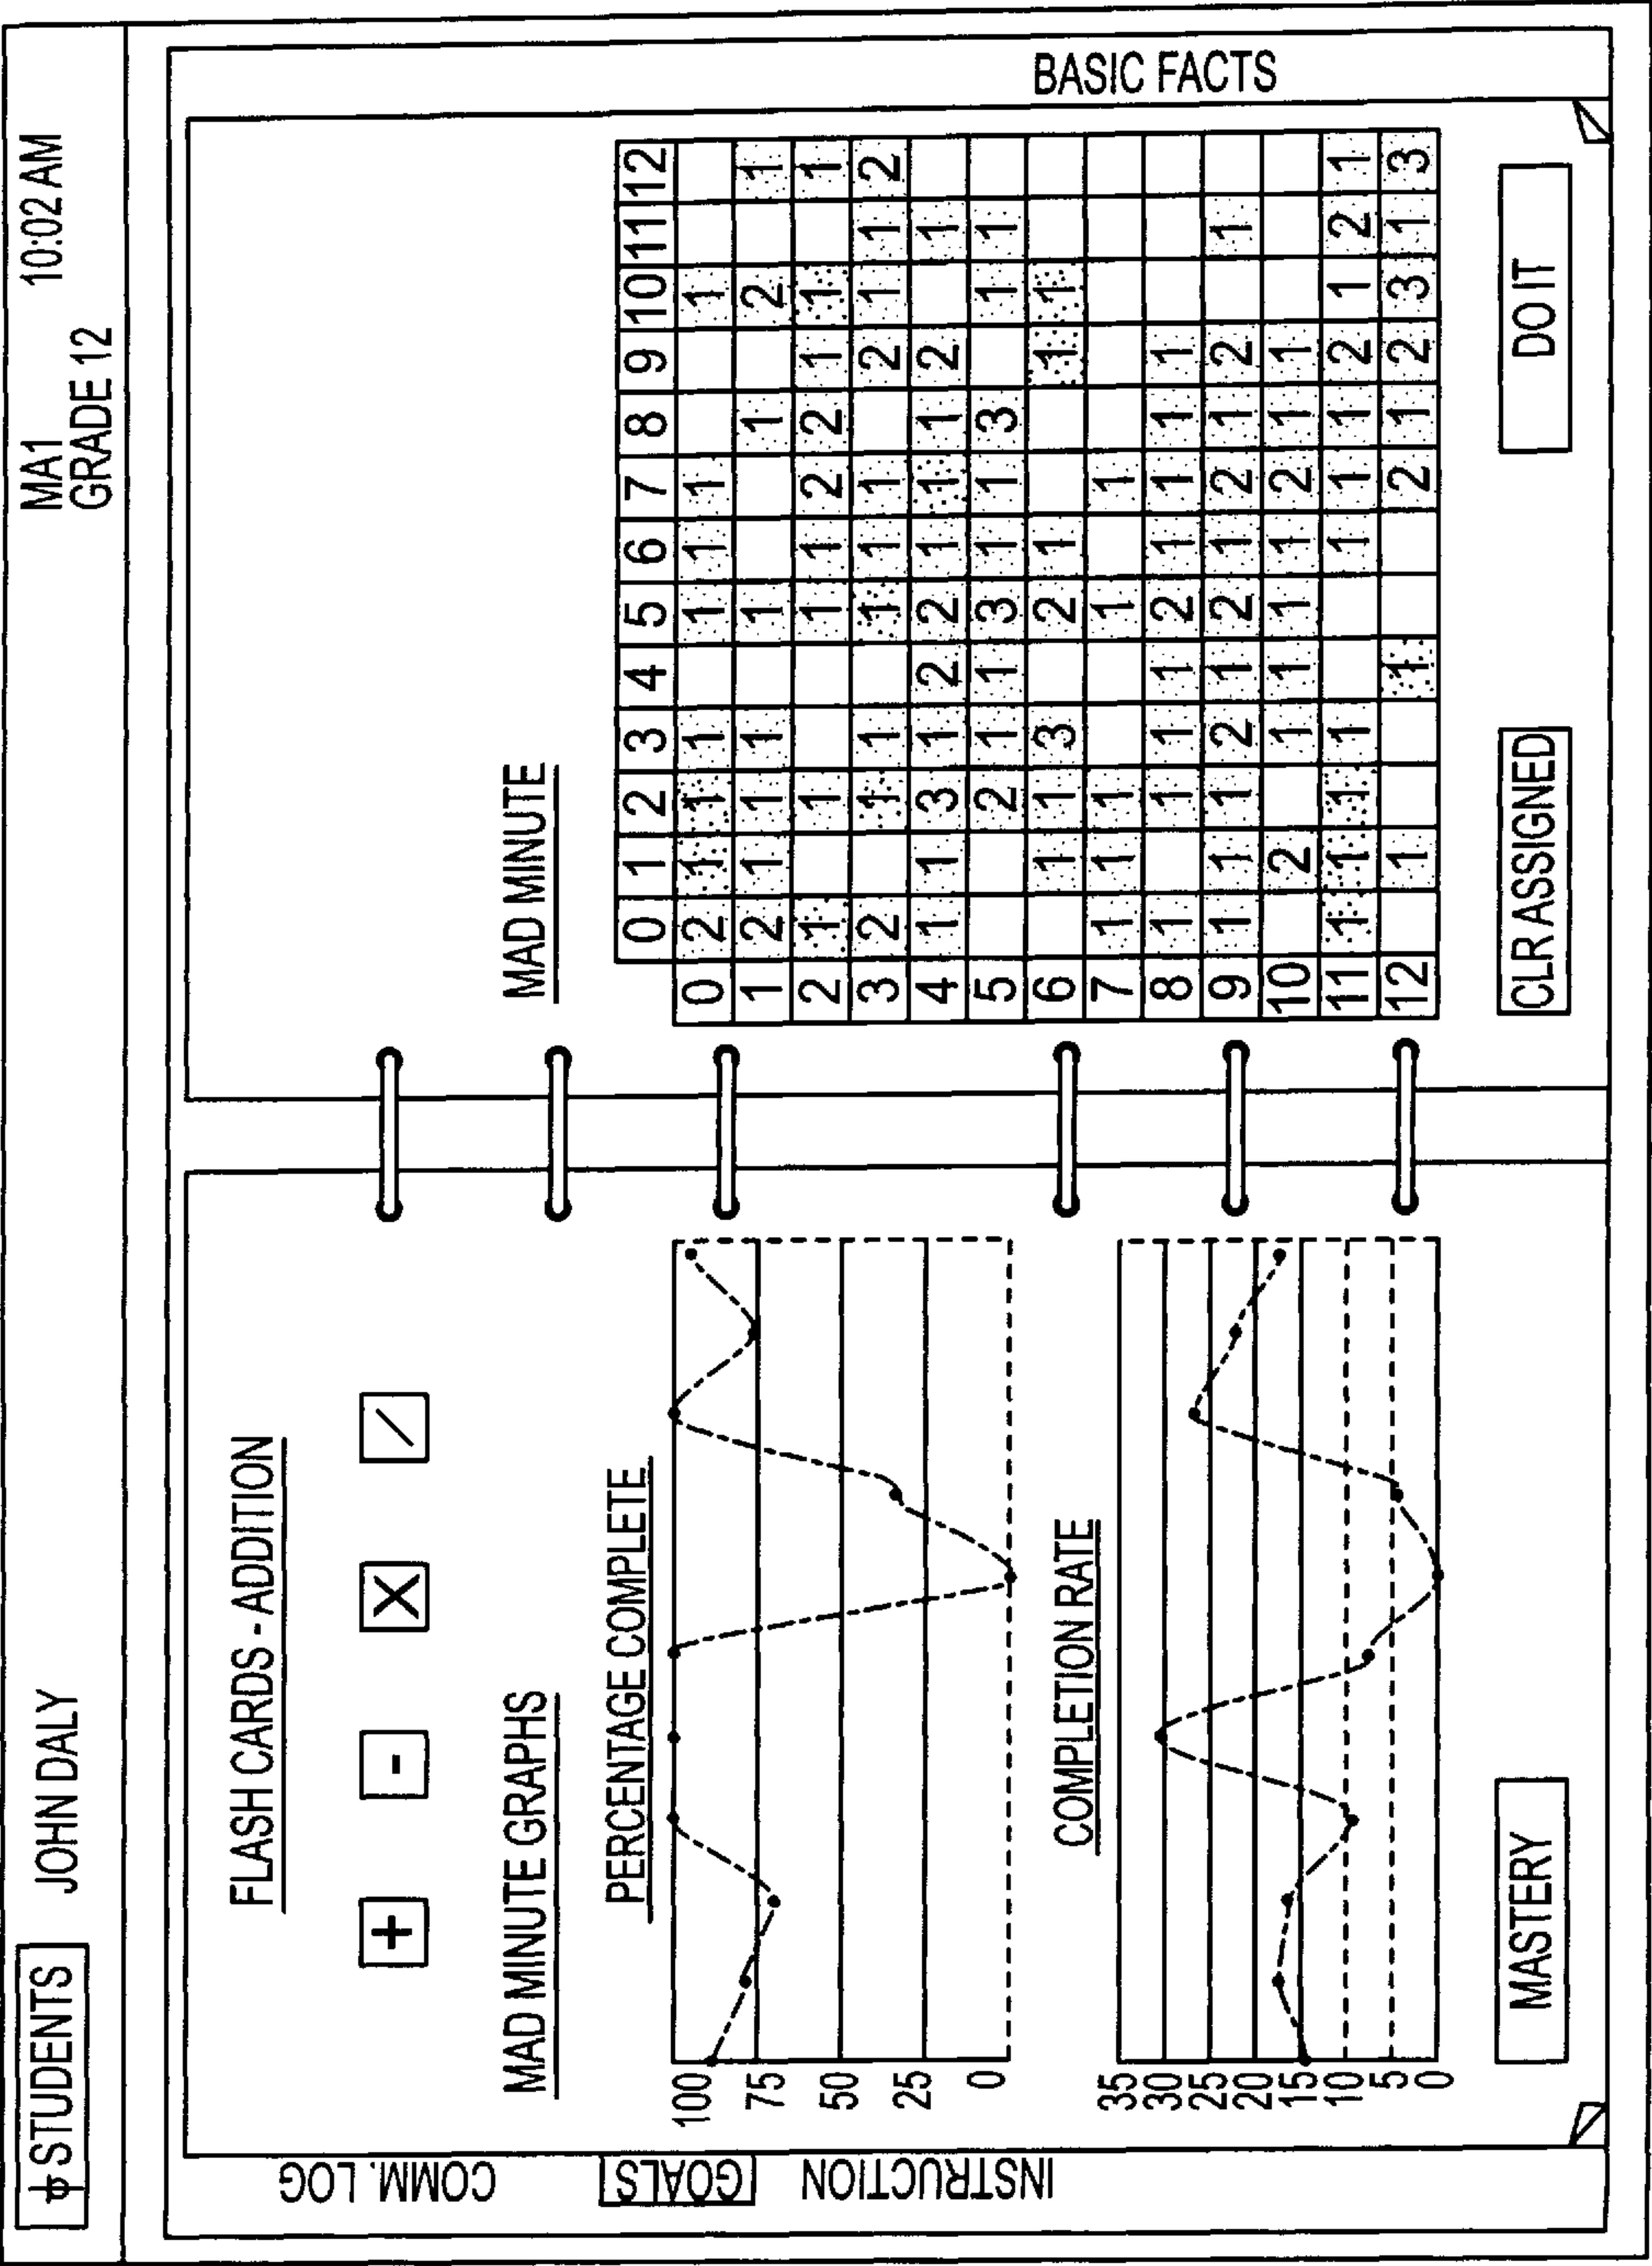 STUDENTS JOHN DALY MA1 10:02 AM
GRADE 12
COMM. LOG
GOALS
INSTRUCTION
FLASH CARDS - ADDITION
+ - X /
MAD MINUTE GRAPHS
PERCENTAGE COMPLETE
100
75
50
25
0
COMPLETION RATE
35
30
25
20
15
10
5
0
MASTERY
MAD MINUTE
0 1 2 3 4 5 6 7 8 9 10 11 12
0 2 1 1 1 1 1 1 1
1 2 1 1 1 1 1 2 1
2 1 1 1 1 2 2 1 1 1
3 2 1 1 1 1 1 2 1 1 2
4 1 1 3 1 2 2 1 1 1 2 1
5 2 1 1 3 1 1 3 1 1
6 1 1 3 2 1 1 1
7 1 1 1 1 1
8 1 1 1 1 2 1 1 1 1
9 1 1 1 2 1 2 1 2 1 2 1
10 2 1 1 1 1 2 1 1
11 1 1 1 1 1 1 1 2 1 2 1
12 1 1 2 1 2 3 1 3
CLR ASSIGNED
DO IT
BASIC FACTS